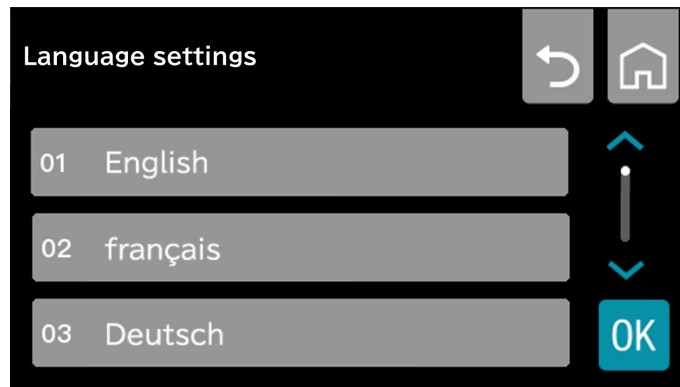 Language settings
01 English
02 français
03 Deutsch
OK